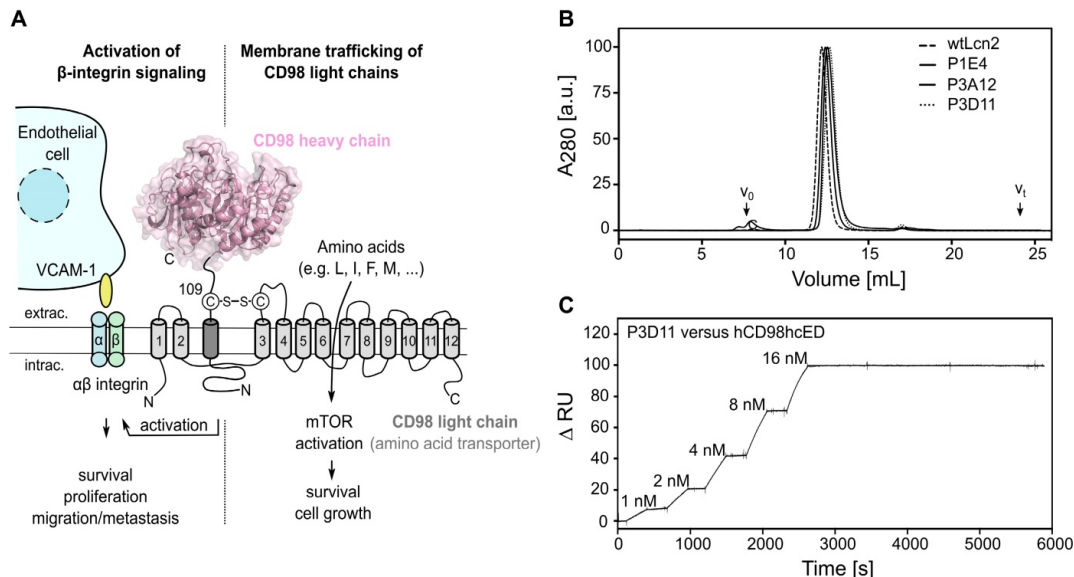 A
Activation of
β-integrin signaling
Membrane trafficking of
CD98 light chains
Endothelial
cell
CD98 heavy chain
VCAM-1
C
Amino acids
(e.g. L, I, F, M, ...)
109
C-S-S-C
extrac.
α β
1 2 3 4 5 6 7 8 9 10 11 12
intrac.
αβ integrin
N
N
C
activation
mTOR
activation
CD98 light chain
(amino acid transporter)
survival
proliferation
migration/metastasis
survival
cell growth
B
100
75
50
25
0
A280 [a.u.]
wtLcn2
P1E4
P3A12
P3D11
v0
vt
0 5 10 15 20 25
Volume [mL]
C
P3D11 versus hCD98hcED
120
100
80
60
40
20
0
Δ RU
1 nM
2 nM
4 nM
8 nM
16 nM
0 1000 2000 3000 4000 5000 6000
Time [s]